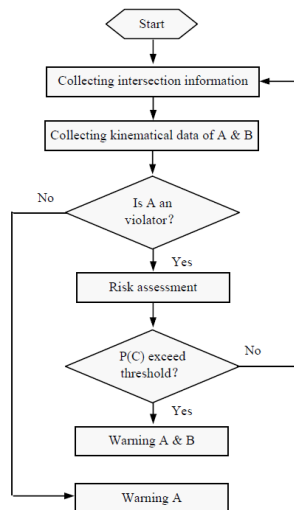 Start
Collecting intersection information
Collecting kinematical data of A & B
No
Is A an
violator?
Yes
Risk assessment
P(C) exceed
threshold?
No
Yes
Warning A & B
Warning A